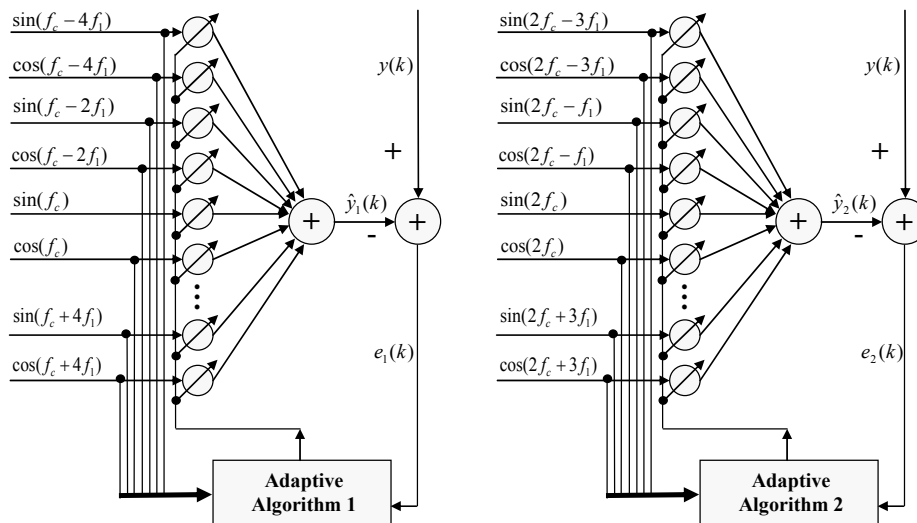 sin(f_c − 4f_1)
cos(f_c − 4f_1)
sin(f_c − 2f_1)
cos(f_c − 2f_1)
sin(f_c)
cos(f_c)
sin(f_c + 4f_1)
cos(f_c + 4f_1)
y(k)
+
+
ŷ_1(k)
-
+
e_1(k)
Adaptive
Algorithm 1
sin(2f_c − 3f_1)
cos(2f_c − 3f_1)
sin(2f_c − f_1)
cos(2f_c − f_1)
sin(2f_c)
cos(2f_c)
sin(2f_c + 3f_1)
cos(2f_c + 3f_1)
y(k)
+
+
ŷ_2(k)
-
+
e_2(k)
Adaptive
Algorithm 2